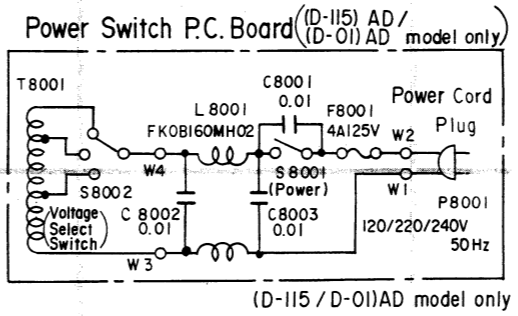 Power Switch P.C. Board ((D-115) AD / (D-01) AD model only)
T8001
C8001
0.01
L8001
FK0B160MH02
F8001
4A125V
Power Cord
Plug
W2
W4
S8001
(Power)
W1
S8002
(Voltage
Select
Switch)
C 8002
0.01
C8003
0.01
P8001
120/220/240V
50Hz
W3
(D-115 / D-01)AD model only